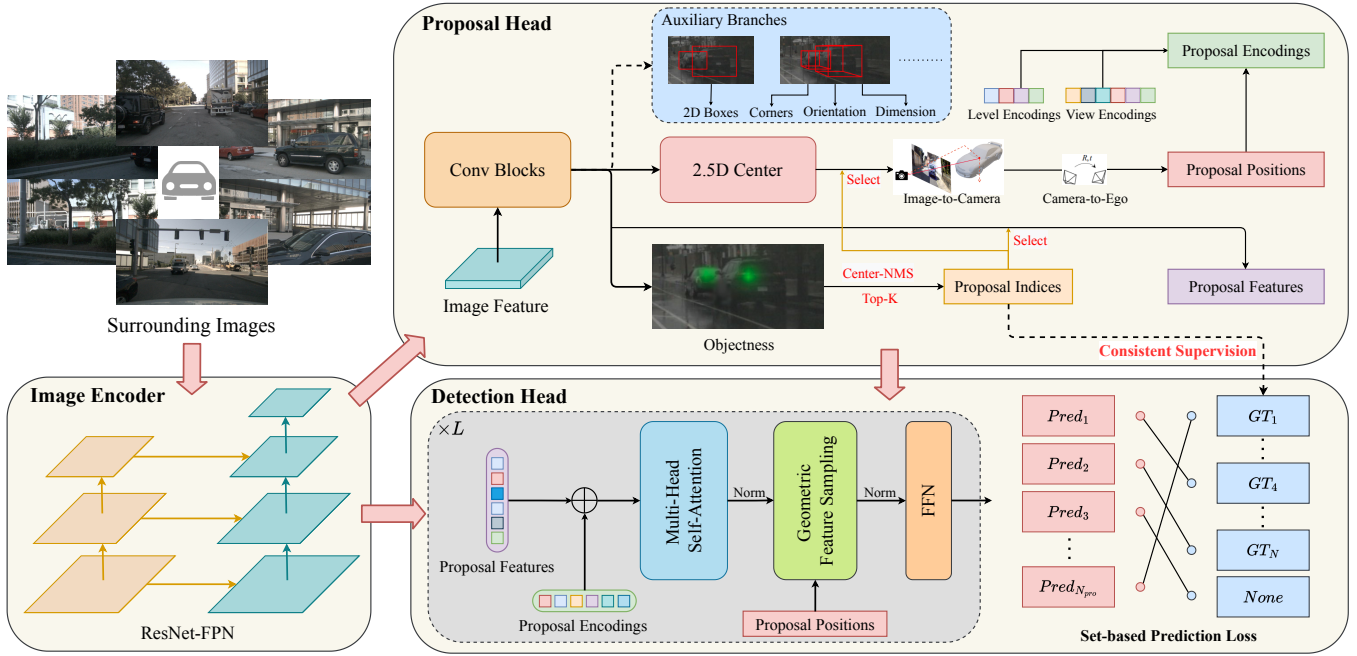 Surrounding Images
Image Encoder
ResNet-FPN
Proposal Head
Auxiliary Branches
2D Boxes
Corners
Orientation
Dimension
Conv Blocks
Image Feature
2.5D Center
Select
Image-to-Camera
R,t
Camera-to-Ego
Level Encodings
View Encodings
Proposal Encodings
Proposal Positions
Select
Objectness
Center-NMS
Top-K
Proposal Indices
Proposal Features
Consistent Supervision
Detection Head
×L
Proposal Features
Proposal Encodings
Multi-Head
Self-Attention
Norm
Geometric
Feature Sampling
Proposal Positions
Norm
FFN
Pred₁
Pred₂
Pred₃
Pred_{N_{pro}}
GT₁
GT₄
GT_N
None
Set-based Prediction Loss